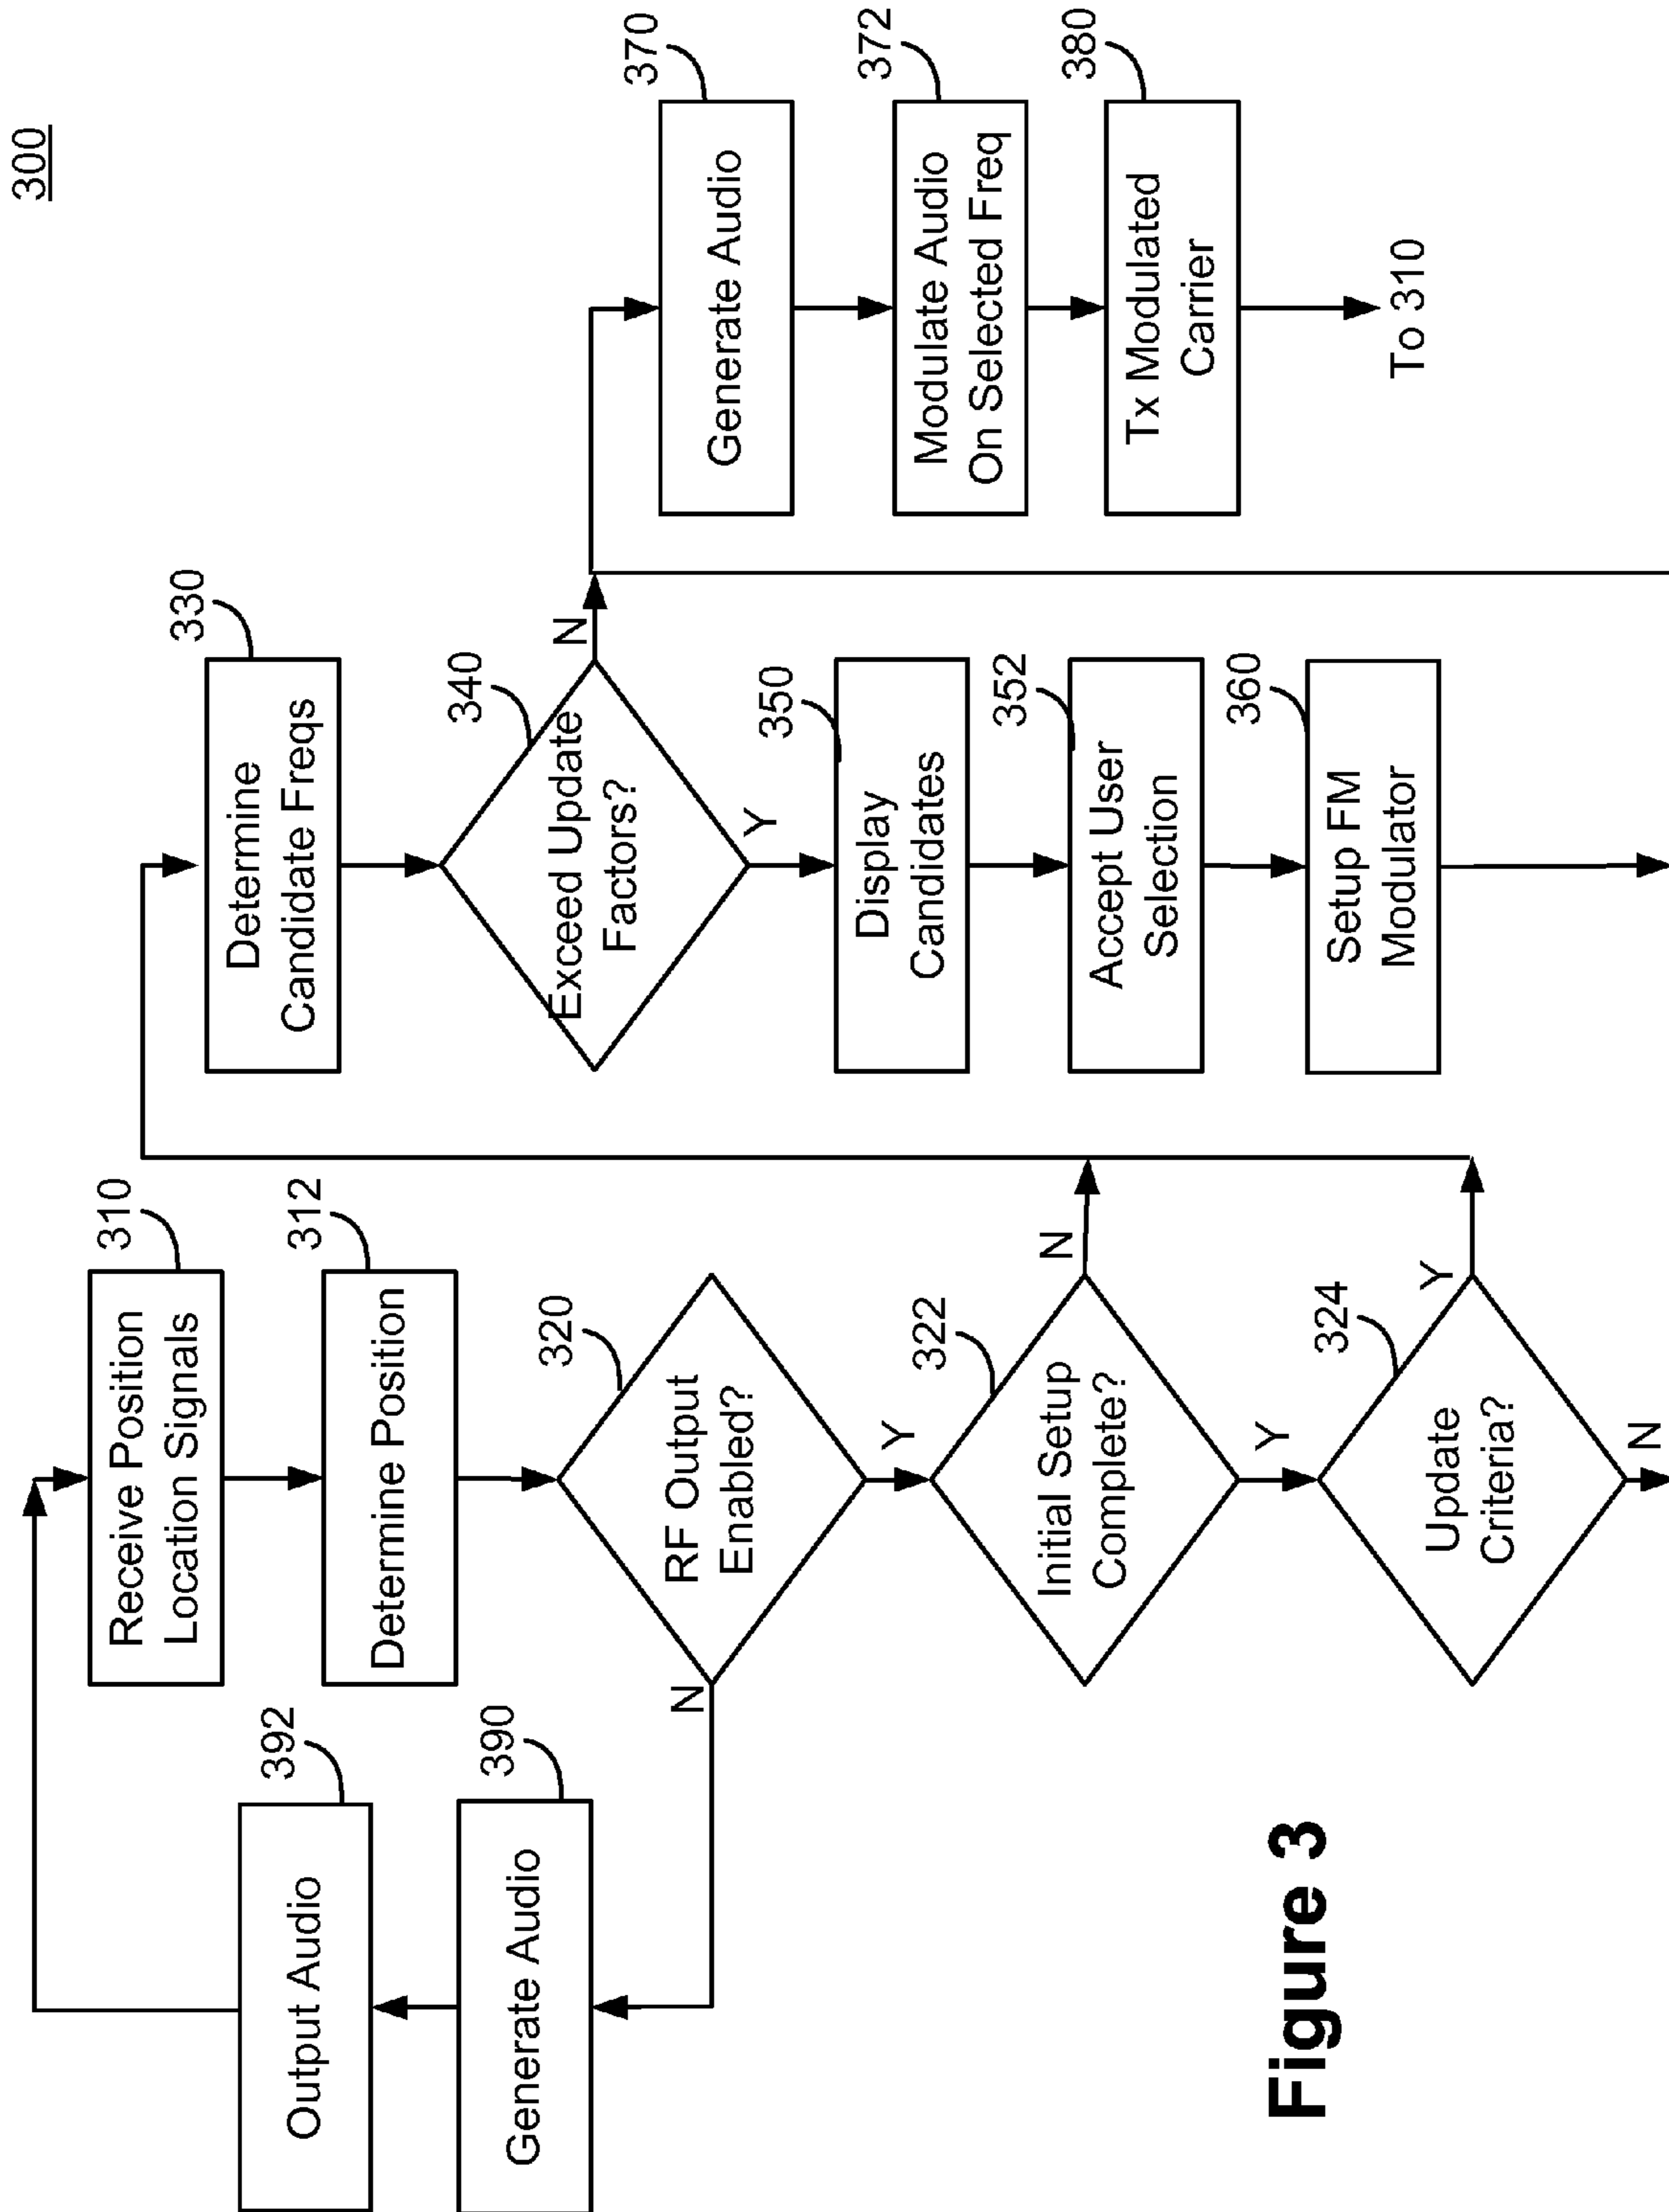 300
310
Receive Position
Location Signals
312
Determine Position
320
RF Output
Enabled?
N
Y
322
Initial Setup
Complete?
N
Y
324
Update
Criteria?
Y
N
392
Output Audio
390
Generate Audio
330
Determine
Candidate Freqs
340
Exceed Update
Factors?
N
Y
350
Display
Candidates
352
Accept User
Selection
360
Setup FM
Modulator
370
Generate Audio
372
Modulate Audio
On Selected Freq
380
Tx Modulated
Carrier
To 310
Figure 3